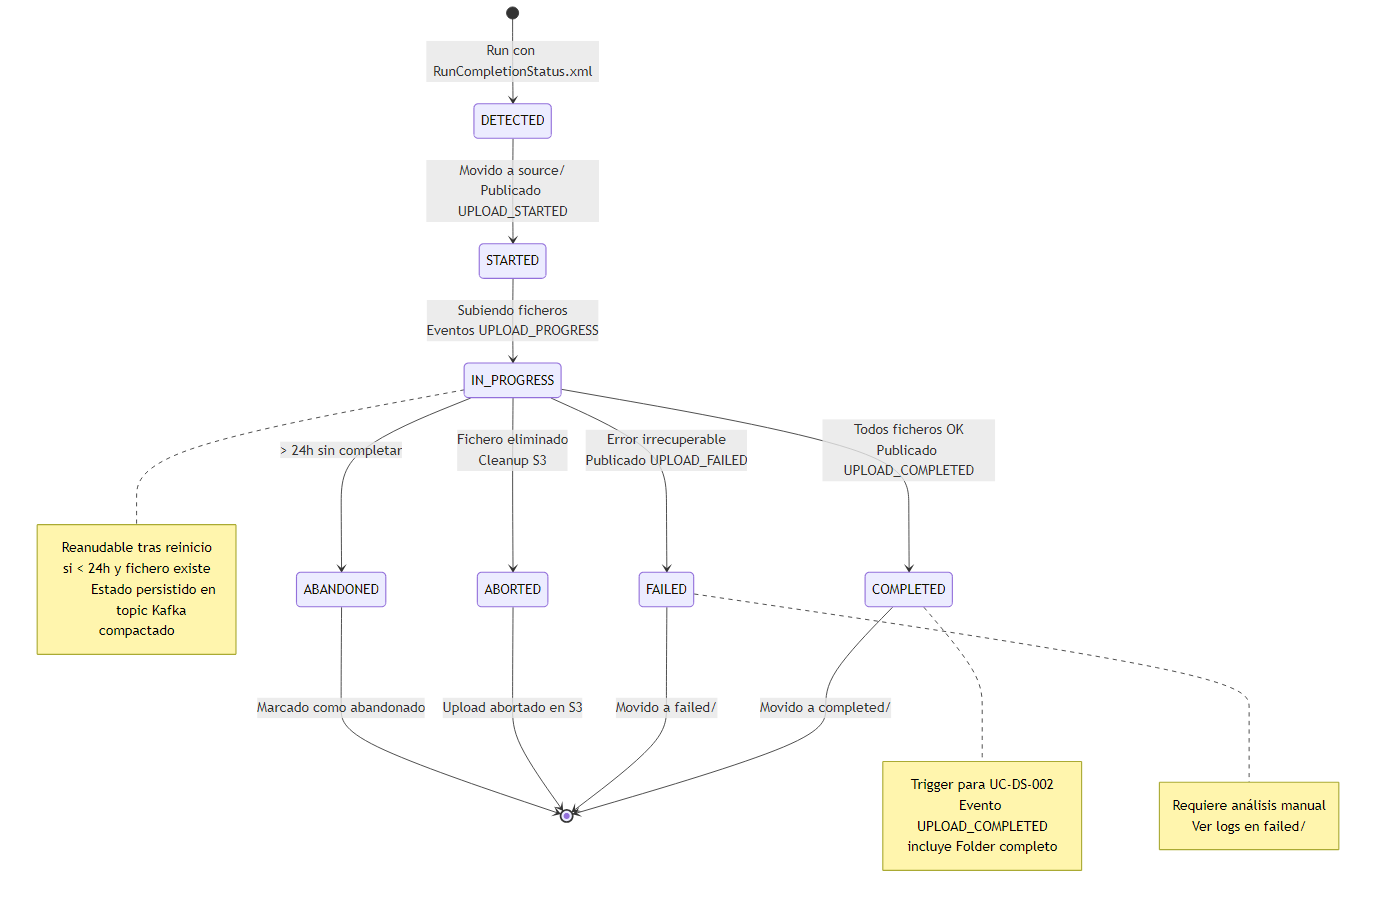 Run con
RunCompletionStatus.xml
DETECTED
Movido a source/
Publicado
UPLOAD_STARTED
STARTED
Subiendo ficheros
Eventos UPLOAD_PROGRESS
IN_PROGRESS
> 24h sin completar
Fichero eliminado
Cleanup S3
Error irrecuperable
Publicado UPLOAD_FAILED
Todos ficheros OK
Publicado
UPLOAD_COMPLETED
Reanudable tras reinicio
si < 24h y fichero existe
Estado persistido en
topic Kafka
compactado
ABANDONED
ABORTED
FAILED
COMPLETED
Marcado como abandonado
Upload abortado en S3
Movido a failed/
Movido a completed/
Trigger para UC-DS-002
Evento
UPLOAD_COMPLETED
incluye Folder completo
Requiere análisis manual
Ver logs en failed/